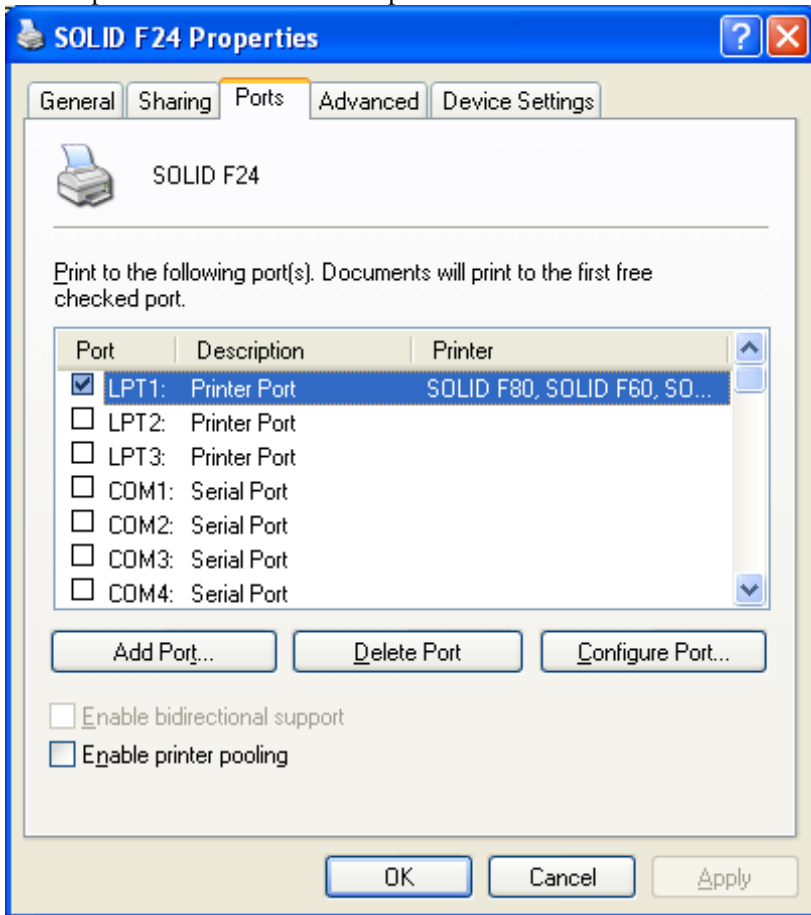 SOLID F24 Properties
General Sharing Ports Advanced Device Settings
SOLID F24
Print to the following port(s). Documents will print to the first free
checked port.
Port Description Printer
LPT1: Printer Port SOLID F80, SOLID F60, SO...
LPT2: Printer Port
LPT3: Printer Port
COM1: Serial Port
COM2: Serial Port
COM3: Serial Port
COM4: Serial Port
Add Port... Delete Port Configure Port...
Enable bidirectional support
Enable printer pooling
OK Cancel Apply